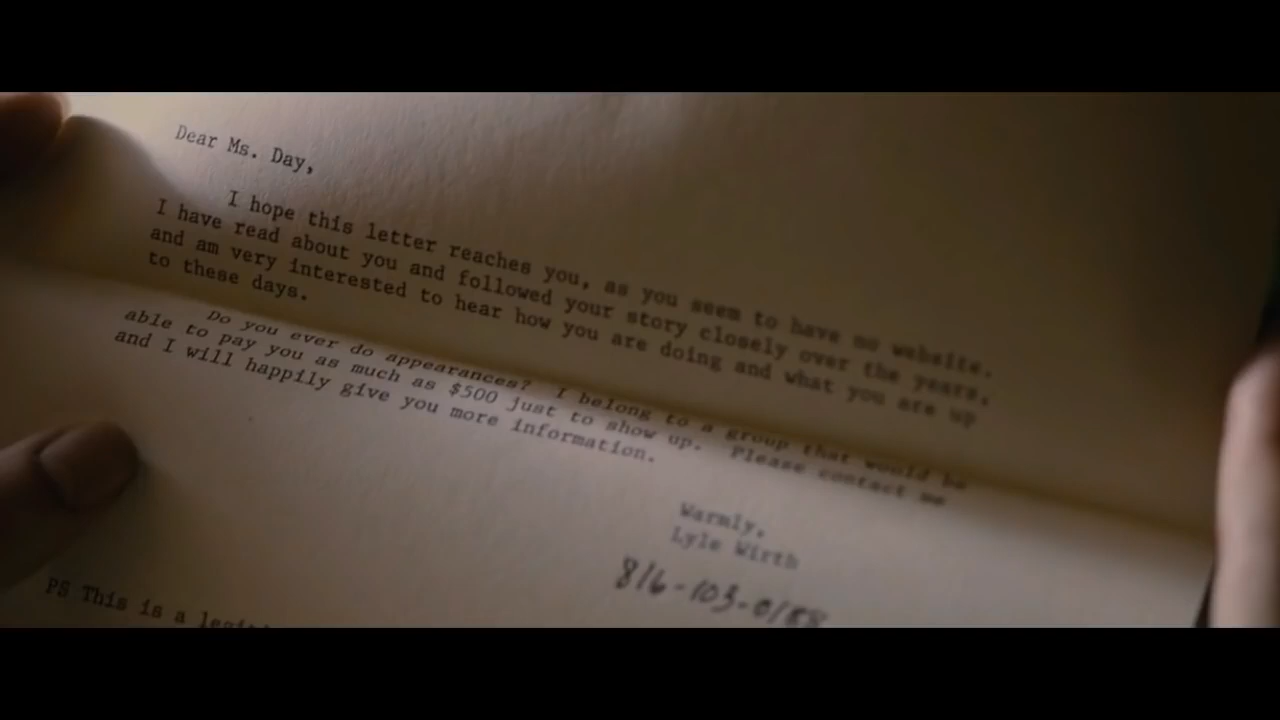 Dear Ms. Day,
I hope this letter reaches you, as you seem to have no website.
I have read about you and followed your story closely over the years,
and am very interested to hear how you are doing and what you are up
to these days.
Do you ever do appearances? I belong to a group that would be
able to pay you as much as $500 just to show up. Please contact me
and I will happily give you more information.
Warmly,
Lyle Wirth
816-103-0188
PS This is a